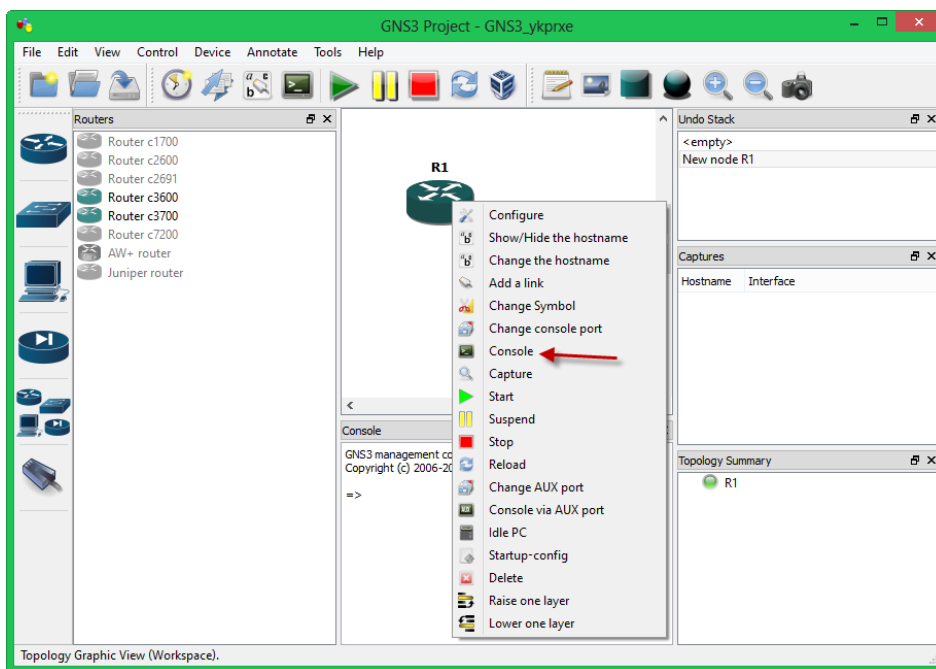 GNS3 Project - GNS3_ykprxe
File Edit View Control Device Annotate Tools Help
Routers
Router c1700
Router c2600
Router c2691
Router c3600
Router c3700
Router c7200
AW+ router
Juniper router
R1
Configure
Show/Hide the hostname
Change the hostname
Add a link
Change Symbol
Change console port
Console
Capture
Start
Suspend
Stop
Reload
Change AUX port
Console via AUX port
Idle PC
Startup-config
Delete
Raise one layer
Lower one layer
Console
GNS3 management
Copyright (c) 2006-
=>
Undo Stack
<empty>
New node R1
Captures
Hostname Interface
Topology Summary
R1
Topology Graphic View (Workspace).